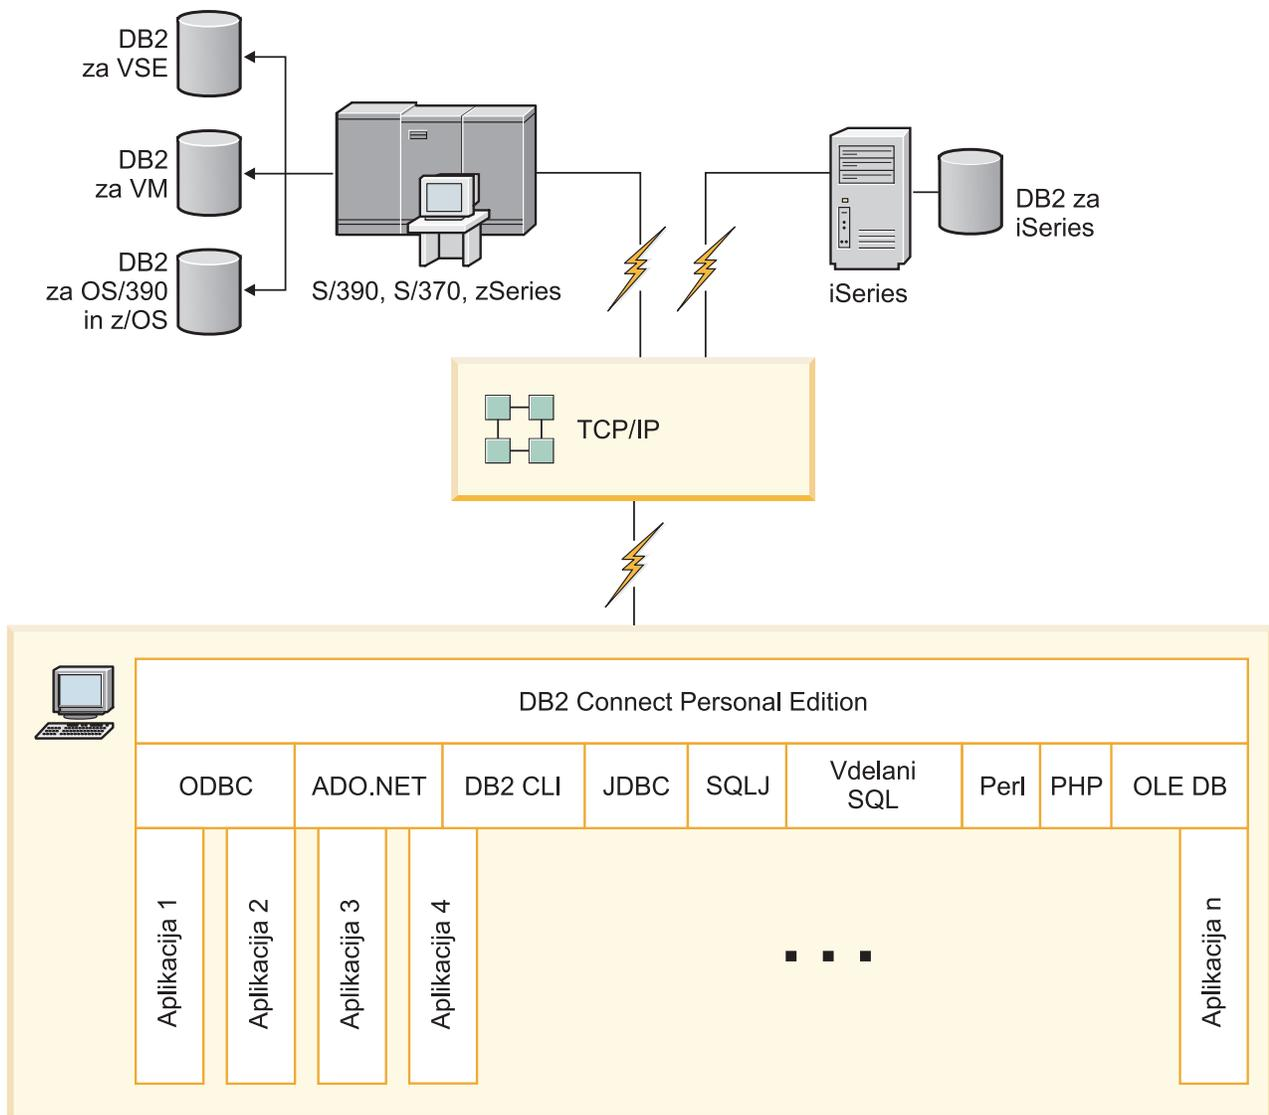 DB2
za VSE
DB2
za VM
DB2
za OS/390
in z/OS
S/390, S/370, zSeries
DB2 za
iSeries
iSeries
TCP/IP
DB2 Connect Personal Edition
ODBC
ADO.NET
DB2 CLI
JDBC
SQLJ
Vdelani
SQL
Perl
PHP
OLE DB
Aplikacija 1
Aplikacija 2
Aplikacija 3
Aplikacija 4
. . .
Aplikacija n